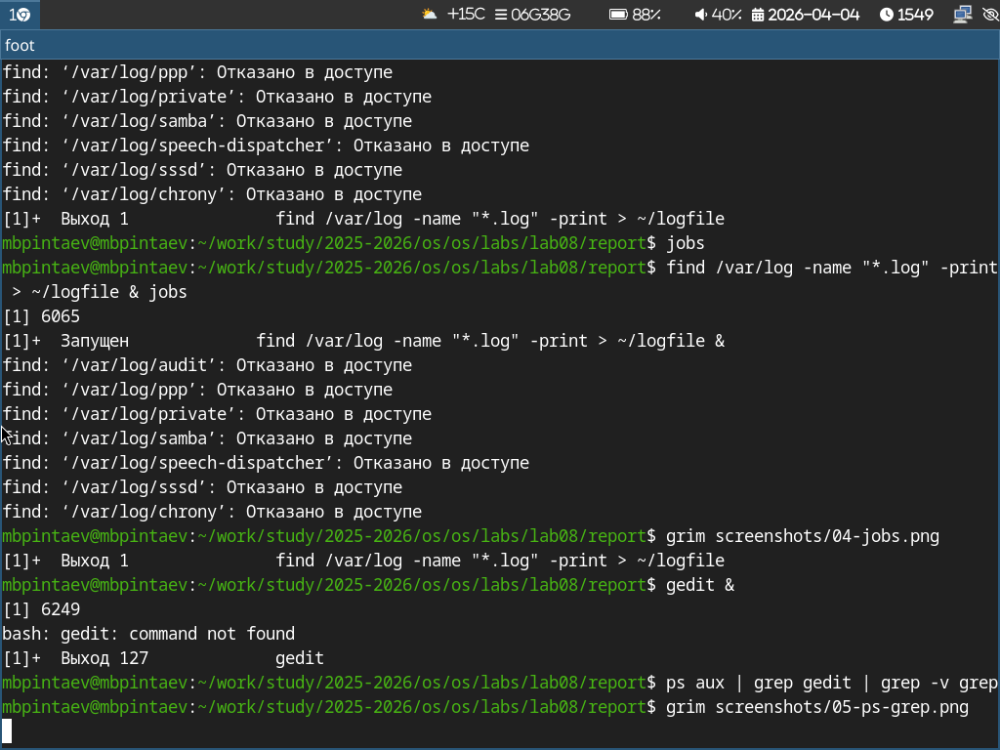 1
+15C 06G38G 88% 40% 2026-04-04 1549
foot
find: ‘/var/log/ppp’: Отказано в доступе
find: ‘/var/log/private’: Отказано в доступе
find: ‘/var/log/samba’: Отказано в доступе
find: ‘/var/log/speech-dispatcher’: Отказано в доступе
find: ‘/var/log/sssd’: Отказано в доступе
find: ‘/var/log/chrony’: Отказано в доступе
[1]+  Выход 1               find /var/log -name "*.log" -print > ~/logfile
mbpintaev@mbpintaev:~/work/study/2025-2026/os/os/labs/lab08/report$ jobs
mbpintaev@mbpintaev:~/work/study/2025-2026/os/os/labs/lab08/report$ find /var/log -name "*.log" -print
 > ~/logfile & jobs
[1] 6065
[1]+  Запущен             find /var/log -name "*.log" -print > ~/logfile &
find: ‘/var/log/audit’: Отказано в доступе
find: ‘/var/log/ppp’: Отказано в доступе
find: ‘/var/log/private’: Отказано в доступе
find: ‘/var/log/samba’: Отказано в доступе
find: ‘/var/log/speech-dispatcher’: Отказано в доступе
find: ‘/var/log/sssd’: Отказано в доступе
find: ‘/var/log/chrony’: Отказано в доступе
mbpintaev@mbpintaev:~/work/study/2025-2026/os/os/labs/lab08/report$ grim screenshots/04-jobs.png
[1]+  Выход 1               find /var/log -name "*.log" -print > ~/logfile
mbpintaev@mbpintaev:~/work/study/2025-2026/os/os/labs/lab08/report$ gedit &
[1] 6249
bash: gedit: command not found
[1]+  Выход 127             gedit
mbpintaev@mbpintaev:~/work/study/2025-2026/os/os/labs/lab08/report$ ps aux | grep gedit | grep -v grep
mbpintaev@mbpintaev:~/work/study/2025-2026/os/os/labs/lab08/report$ grim screenshots/05-ps-grep.png